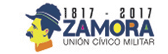 1817 - 2017
ZAMORA
UNIÓN CÍVICO MILITAR